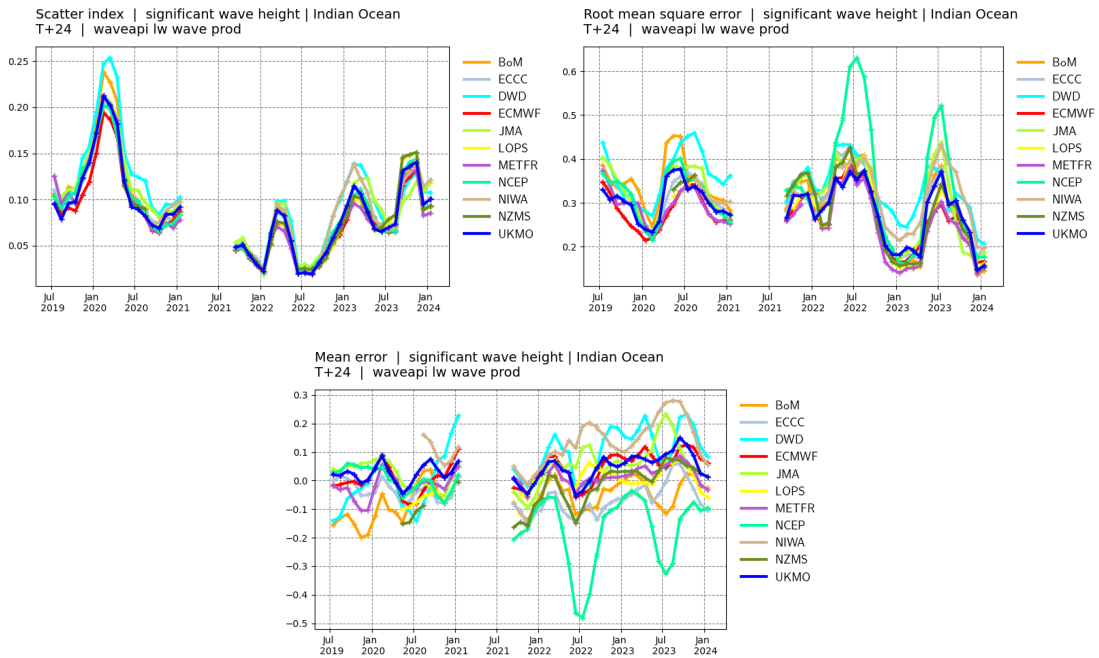 Scatter index | significant wave height | Indian Ocean
T+24 | waveapi lw wave prod
0.25
0.20
0.15
0.10
0.05
Jul Jan Jul Jan Jul Jan Jul Jan Jul Jan
2019 2020 2020 2021 2021 2022 2022 2023 2023 2024
BoM
ECCC
DWD
ECMWF
JMA
LOPS
METFR
NCEP
NIWA
NZMS
UKMO
Root mean square error | significant wave height | Indian Ocean
T+24 | waveapi lw wave prod
0.6
0.5
0.4
0.3
0.2
Jul Jan Jul Jan Jul Jan Jul Jan Jul Jan
2019 2020 2020 2021 2021 2022 2022 2023 2023 2024
BoM
ECCC
DWD
ECMWF
JMA
LOPS
METFR
NCEP
NIWA
NZMS
UKMO
Mean error | significant wave height | Indian Ocean
T+24 | waveapi lw wave prod
0.3
0.2
0.1
0.0
−0.1
−0.2
−0.3
−0.4
−0.5
Jul Jan Jul Jan Jul Jan Jul Jan Jul Jan
2019 2020 2020 2021 2021 2022 2022 2023 2023 2024
BoM
ECCC
DWD
ECMWF
JMA
LOPS
METFR
NCEP
NIWA
NZMS
UKMO